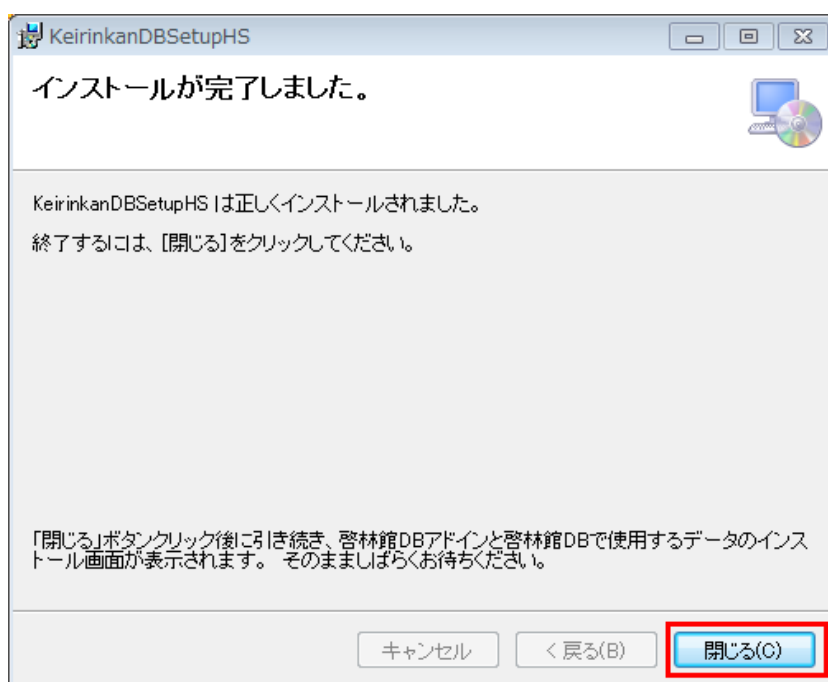 KeirinkanDBSetupHS
インストールが完了しました。
KeirinkanDBSetupHS は正しくインストールされました。
終了するには、[閉じる]をクリックしてください。
「閉じる」ボタンクリック後に引き続き、啓林館DBアドインと啓林館DBで使用するデータのインス
トール画面が表示されます。 そのまましばらくお待ちください。
キャンセル
< 戻る(B)
閉じる(C)